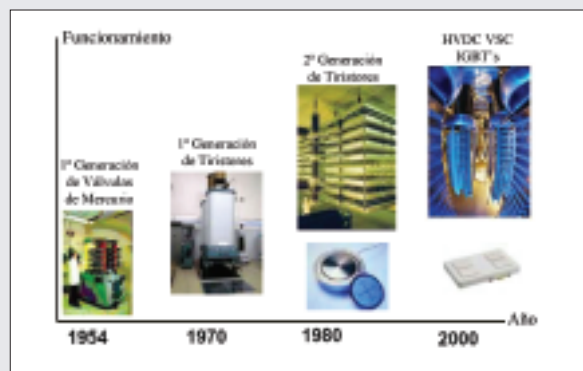 Funcionamiento
1ª Generación
de Válvulas
de Mercurio
1ª Generación
de Tiristores
2ª Generación
de Tiristores
HVDC VSC
IGBT's
Año
1954
1970
1980
2000